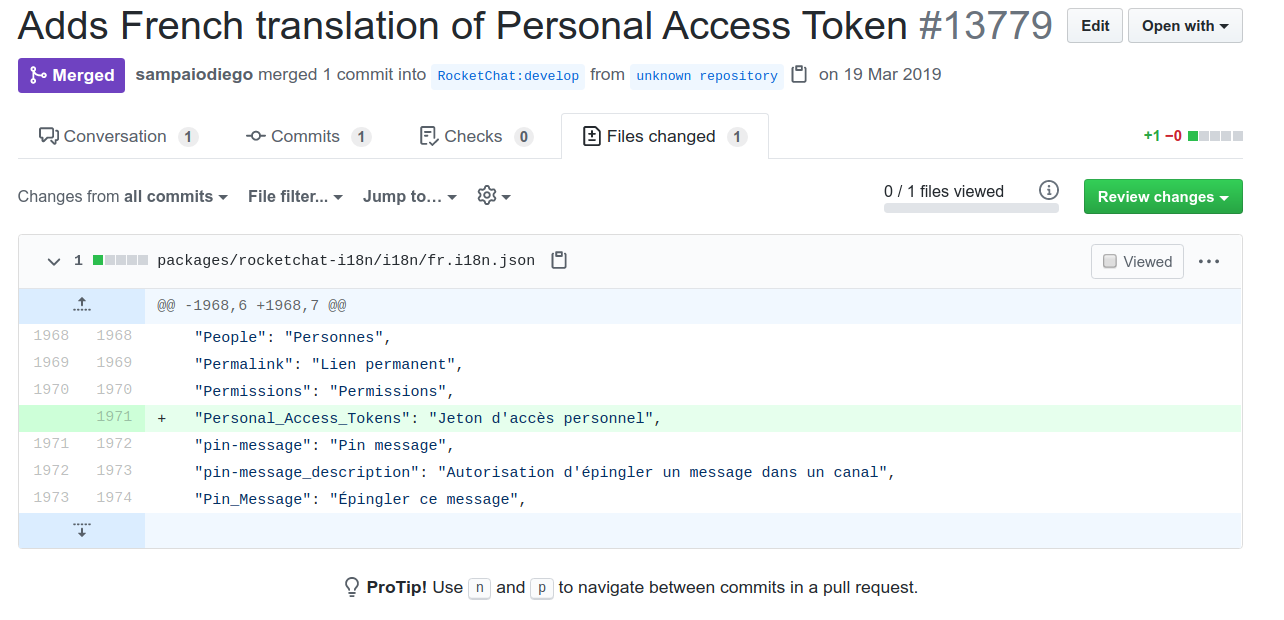 Adds French translation of Personal Access Token #13779
Edit
Open with
Merged sampaiodiego merged 1 commit into RocketChat:develop from unknown repository on 19 Mar 2019
Conversation 1
Commits 1
Checks 0
Files changed 1
+1 −0
Changes from all commits
File filter...
Jump to…
0 / 1 files viewed
Review changes
1 packages/rocketchat-i18n/i18n/fr.i18n.json
Viewed
@@ -1968,6 +1968,7 @@
1968 1968 "People": "Personnes",
1969 1969 "Permalink": "Lien permanent",
1970 1970 "Permissions": "Permissions",
1971 + "Personal_Access_Tokens": "Jeton d'accès personnel",
1971 1972 "pin-message": "Pin message",
1972 1973 "pin-message_description": "Autorisation d'épingler un message dans un canal",
1973 1974 "Pin_Message": "Épingler ce message",
ProTip! Use n and p to navigate between commits in a pull request.